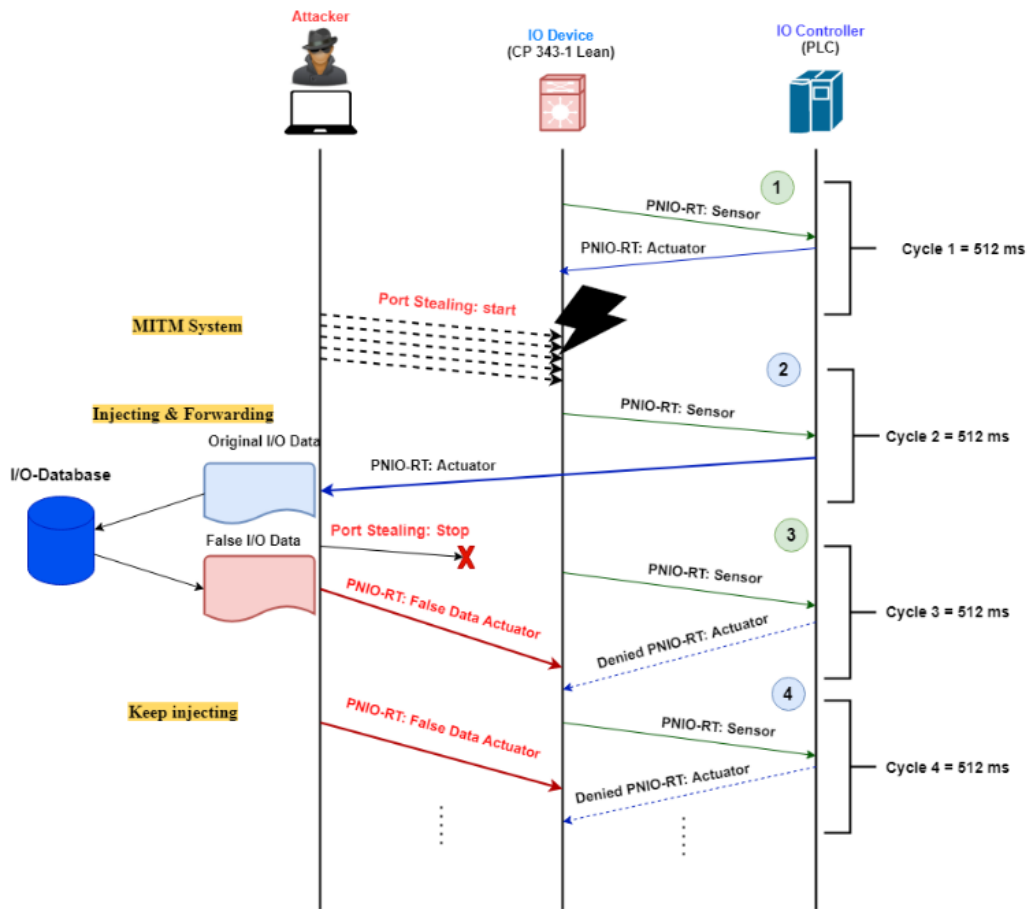 Attacker
IO Device
(CP 343-1 Lean)
IO Controller
(PLC)
1
PNIO-RT: Sensor
PNIO-RT: Actuator
Cycle 1 = 512 ms
Port Stealing: start
MITM System
2
PNIO-RT: Sensor
Injecting & Forwarding
Cycle 2 = 512 ms
Original I/O Data
PNIO-RT: Actuator
I/O-Database
Port Stealing: Stop
X
False I/O Data
3
PNIO-RT: Sensor
PNIO-RT: False Data Actuator
Cycle 3 = 512 ms
Denied PNIO-RT: Actuator
4
Keep injecting
PNIO-RT: Sensor
PNIO-RT: False Data Actuator
Cycle 4 = 512 ms
Denied PNIO-RT: Actuator